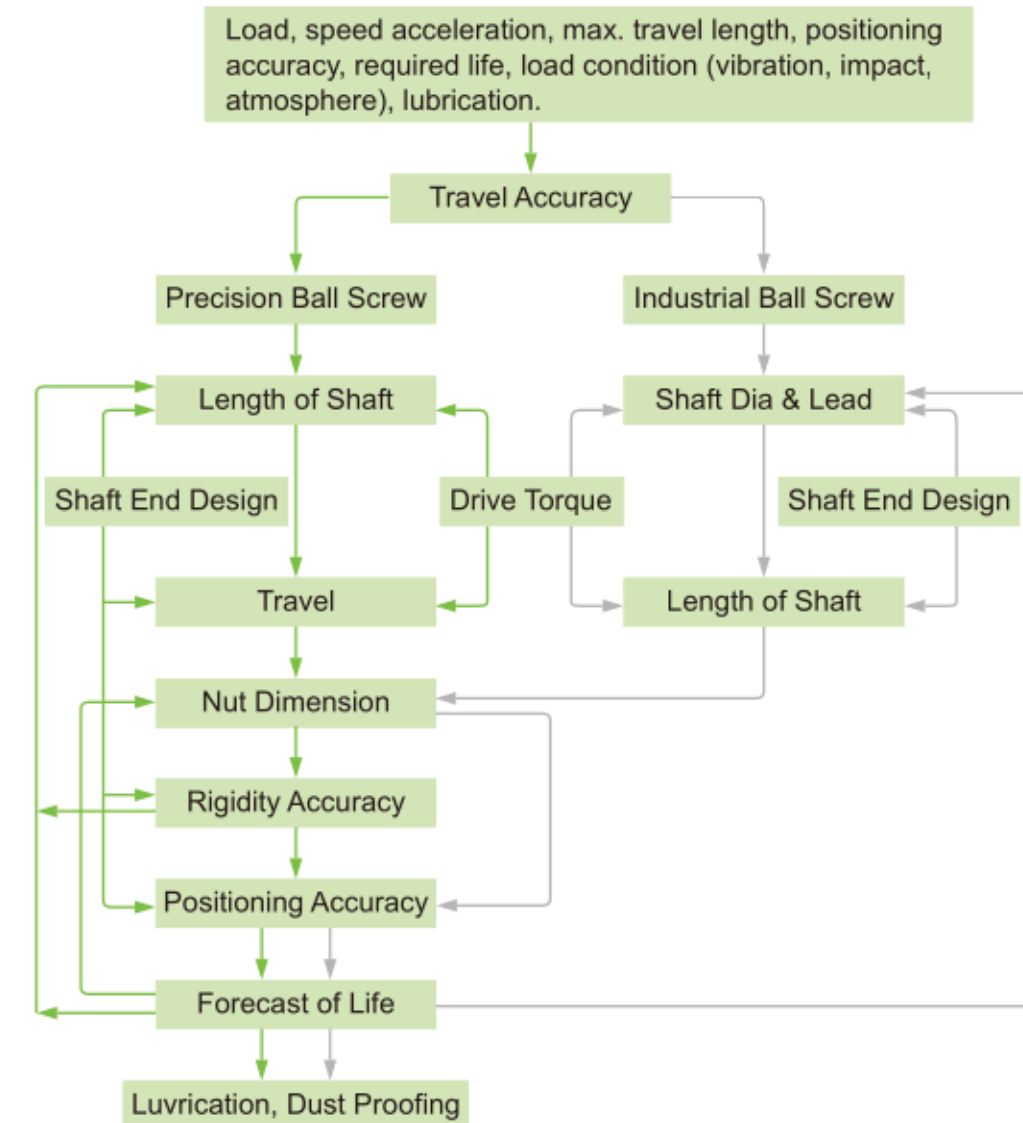 Load, speed acceleration, max. travel length, positioning
accuracy, required life, load condition (vibration, impact,
atmosphere), lubrication.
Travel Accuracy
Precision Ball Screw
Industrial Ball Screw
Length of Shaft
Shaft Dia & Lead
Shaft End Design
Drive Torque
Shaft End Design
Travel
Length of Shaft
Nut Dimension
Rigidity Accuracy
Positioning Accuracy
Forecast of Life
Luvrication, Dust Proofing